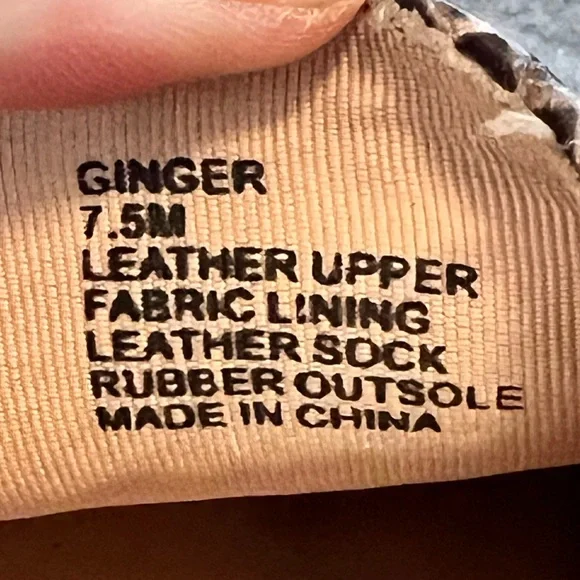 GINGER
7.5M
LEATHER UPPER
FABRIC LINING
LEATHER SOCK
RUBBER OUTSOLE
MADE IN CHINA